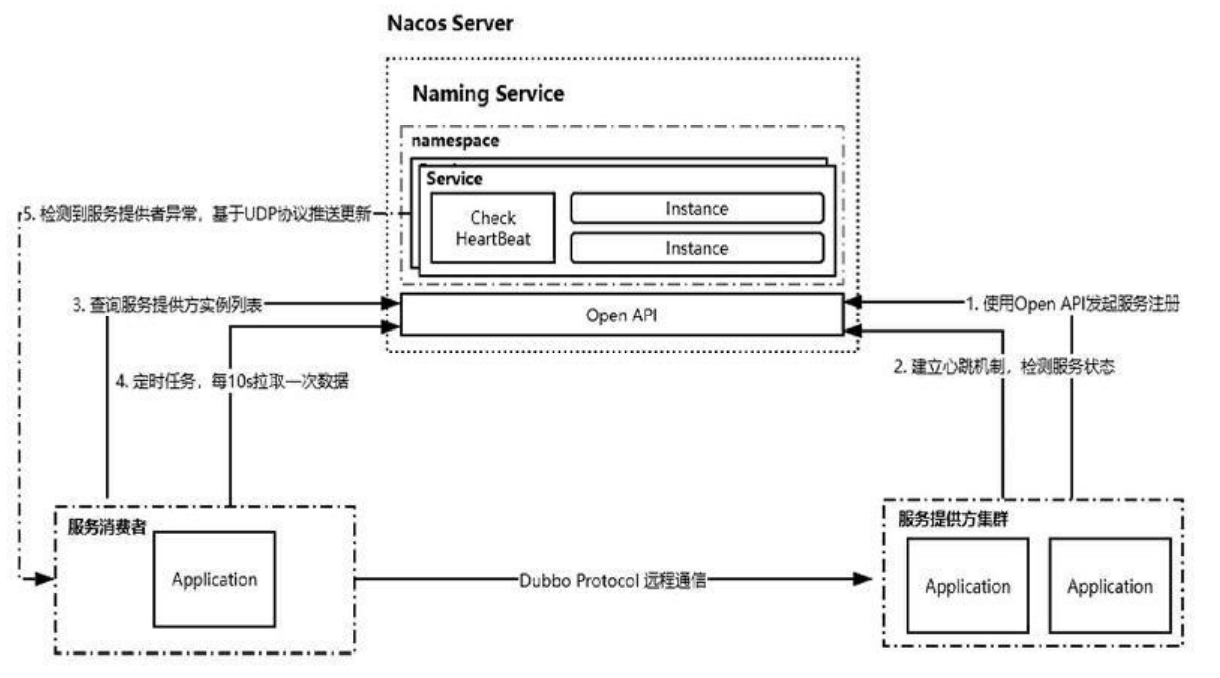 Nacos Server
Naming Service
namespace
Service
Check
HeartBeat
Instance
Instance
Open API
5. 检测到服务提供者异常，基于UDP协议推送更新
3. 查询服务提供方实例列表
1. 使用Open API发起服务注册
4. 定时任务，每10s拉取一次数据
2. 建立心跳机制，检测服务状态
服务消费者
Application
Dubbo Protocol 远程通信
服务提供方集群
Application
Application